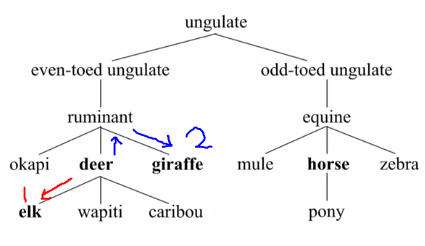 ungulate
even-toed ungulate odd-toed ungulate
ruminant 2 equine
okapi deer giraffe mule horse zebra
1
elk wapiti caribou pony